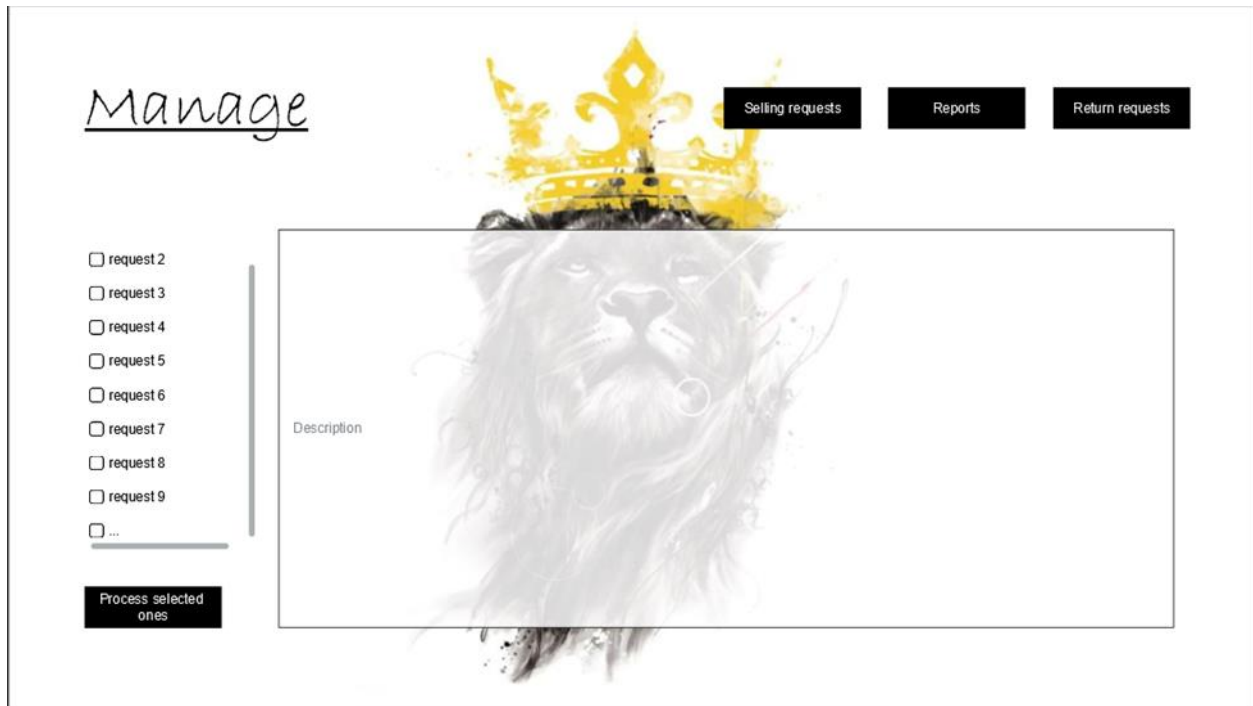 Manage
Selling requests
Reports
Return requests
request 2
request 3
request 4
request 5
request 6
request 7
request 8
request 9
...
Description
Process selected
ones